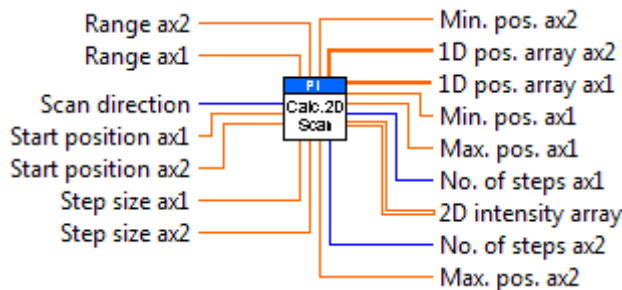 Range ax2
Range ax1
Scan direction
Start position ax1
Start position ax2
Step size ax1
Step size ax2
PI
Calc.2D
Scan
Min. pos. ax2
1D pos. array ax2
1D pos. array ax1
Min. pos. ax1
Max. pos. ax1
No. of steps ax1
2D intensity array
No. of steps ax2
Max. pos. ax2